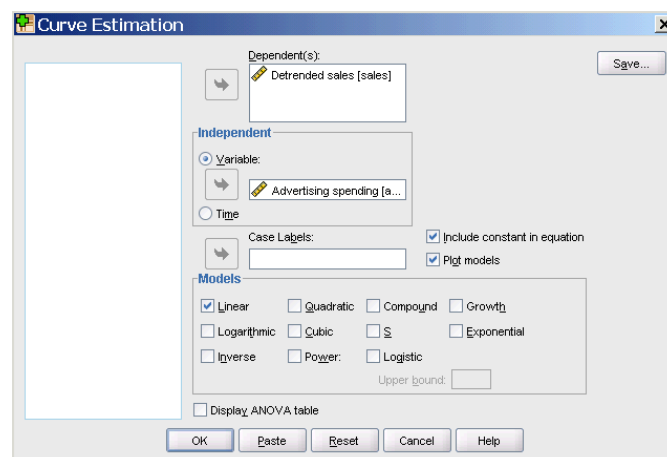 Curve Estimation
Dependent(s):
Detrended sales [sales]
Save...
Independent
Variable:
Advertising spending [a...
Time
Case Labels:
Include constant in equation
Plot models
Models
Linear Quadratic Compound Growth
Logarithmic Cubic S Exponential
Inverse Power: Logistic
Upper bound:
Display ANOVA table
OK Paste Reset Cancel Help